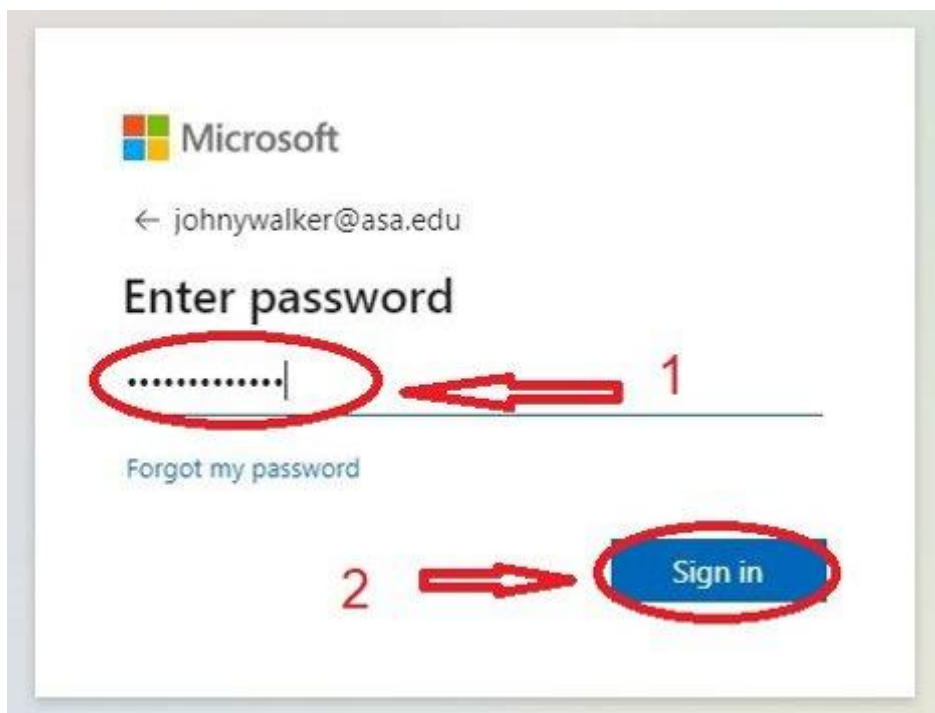 Microsoft
← johnywalker@asa.edu
Enter password
•••••••••••••
1
Forgot my password
2
Sign in